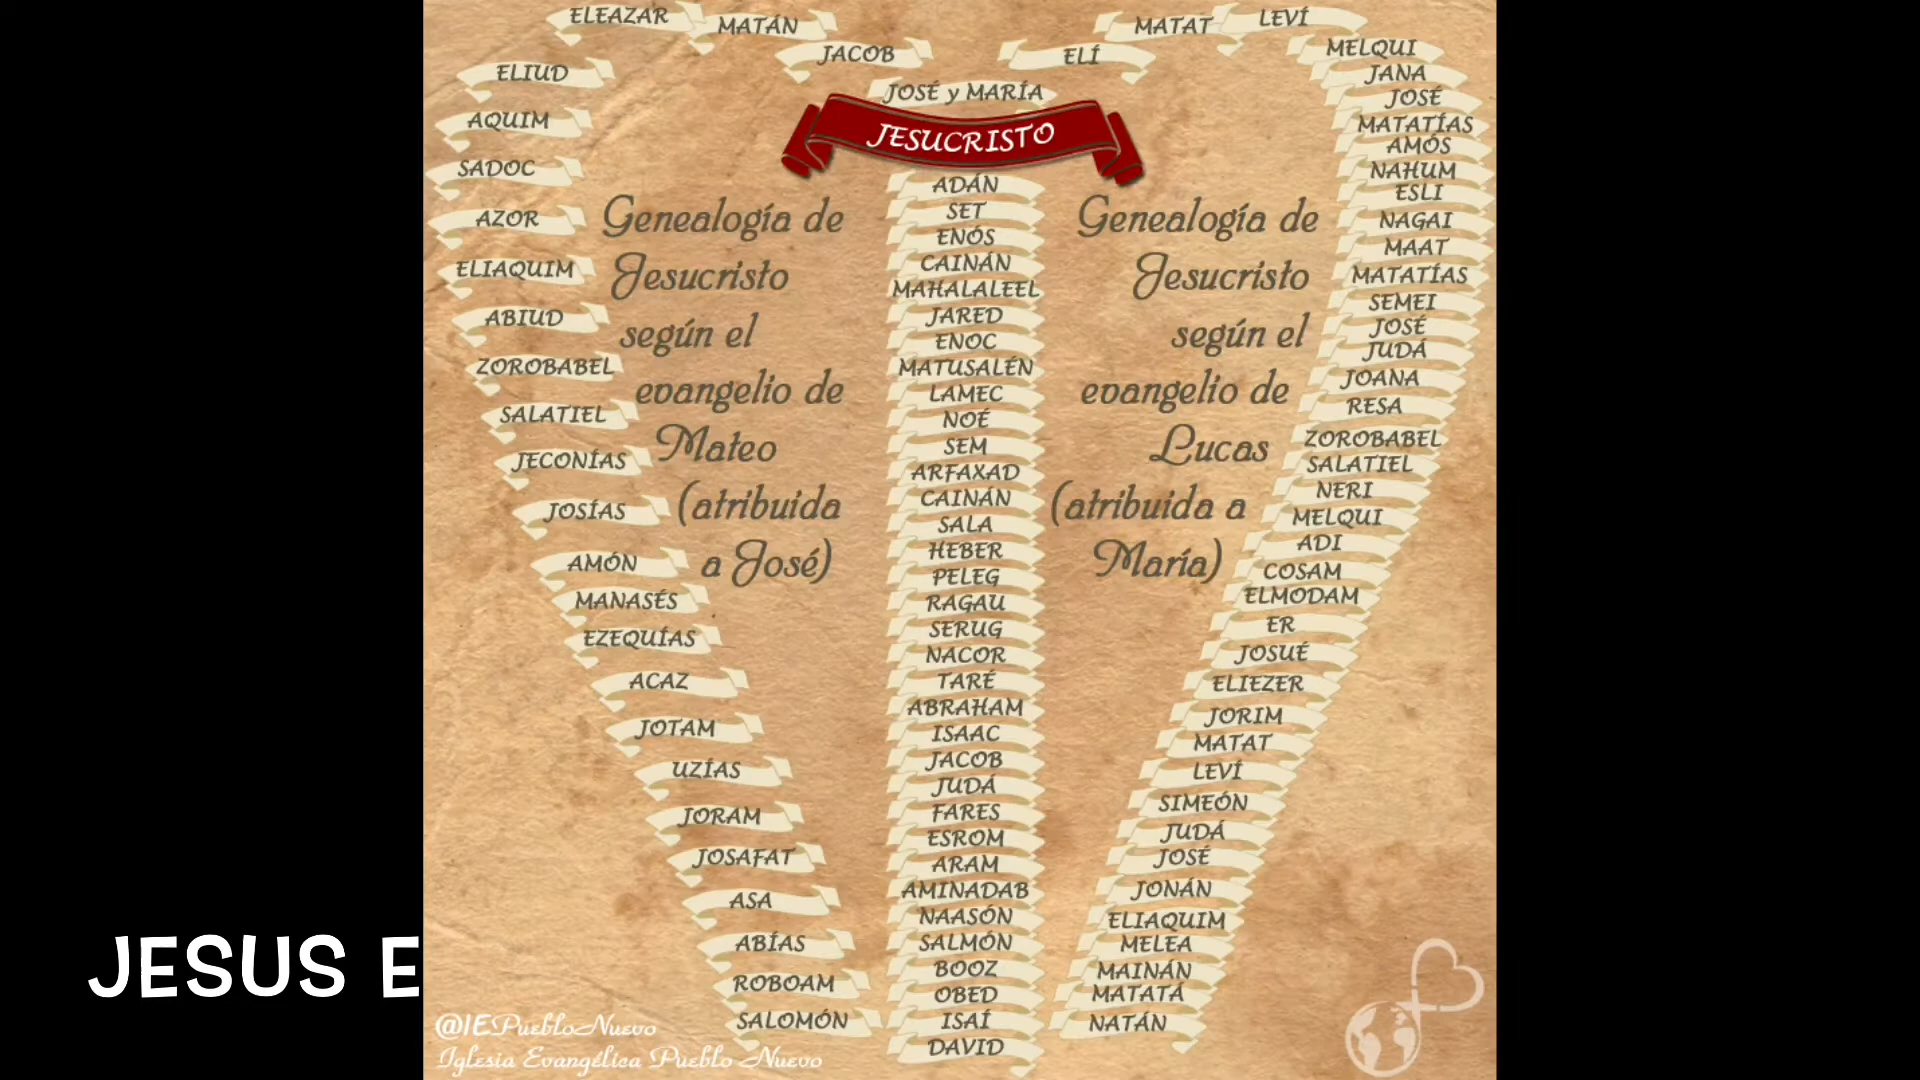 ELEAZAR
MATÁN
JACOB
ELIUD
AQUIM
SADOC
AZOR
ELIAQUIM
ABIUD
ZOROBABEL
SALATIEL
JECONÍAS
JOSÍAS
AMÓN
MANASÉS
EZEQUÍAS
ACAZ
JOTAM
UZÍAS
JORAM
JOSAFAT
ASA
ABÍAS
ROBOAM
SALOMÓN
Genealogía de
Jesucristo
según el
evangelio de
Mateo
(atribuida
a José)
JOSÉ y MARÍA
JESUCRISTO
ADÁN
SET
ENÓS
CAINÁN
MAHALALEEL
JARED
ENOC
MATUSALÉN
LAMEC
NOÉ
SEM
ARFAXAD
CAINÁN
SALA
HEBER
PELEG
RAGAU
SERUG
NACOR
TARÉ
ABRAHAM
ISAAC
JACOB
JUDÁ
FARES
ESROM
ARAM
AMINADAB
NAASÓN
SALMÓN
BOOZ
OBED
ISAÍ
DAVID
Genealogía de
Jesucristo
según el
evangelio de
Lucas
(atribuida a
María)
ELÍ
MATAT
LEVÍ
MELQUI
JANA
JOSÉ
MATATÍAS
AMÓS
NAHUM
ESLI
NAGAI
MAAT
MATATÍAS
SEMEI
JOSÉ
JUDÁ
JOANA
RESA
ZOROBABEL
SALATIEL
NERI
MELQUI
ADI
COSAM
ELMODAM
ER
JOSUÉ
ELIEZER
JORIM
MATAT
LEVÍ
SIMEÓN
JUDÁ
JOSÉ
JONÁN
ELIAQUIM
MELEA
MAINÁN
MATATÁ
NATÁN
JESUS E
@IEPuebloNuevo
Iglesia Evangélica Pueblo Nuevo